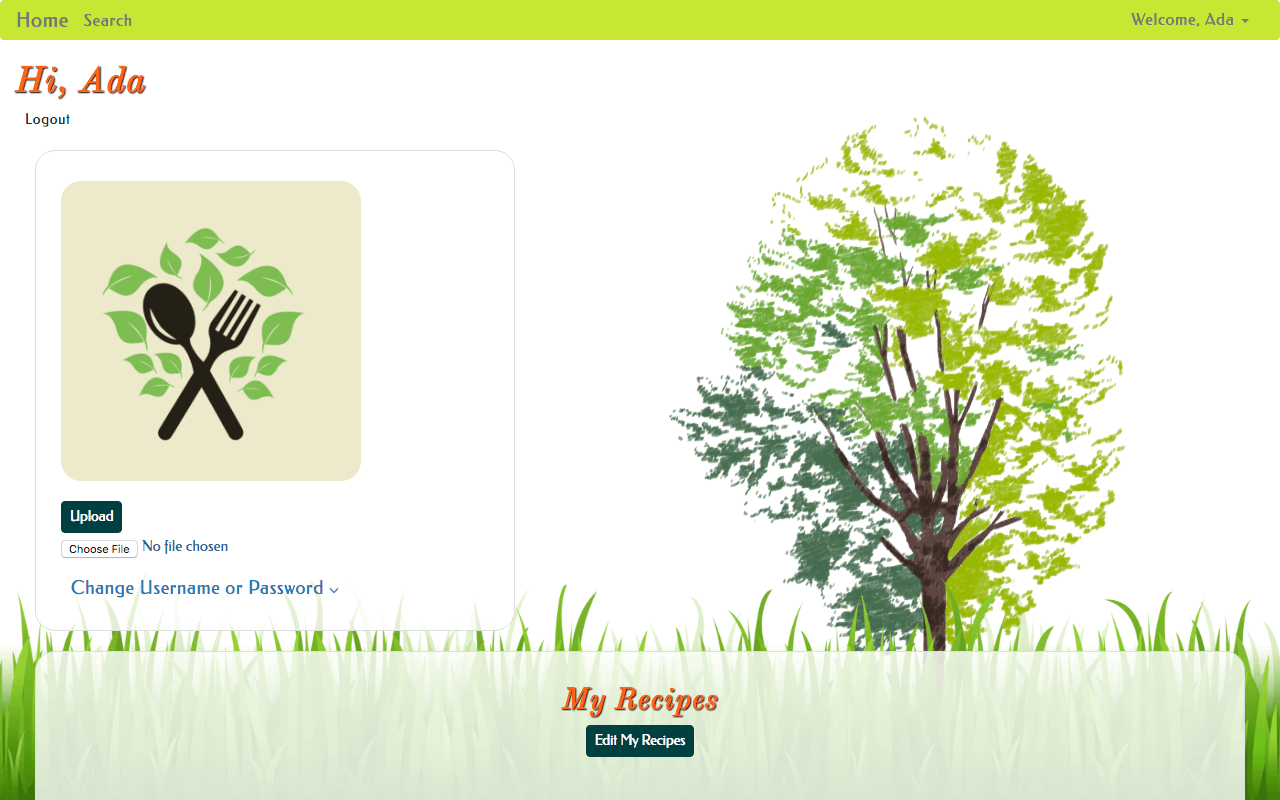 Home Search Welcome, Ada
Hi, Ada
Logout
Upload
Choose File No file chosen
Change Username or Password
My Recipes
Edit My Recipes